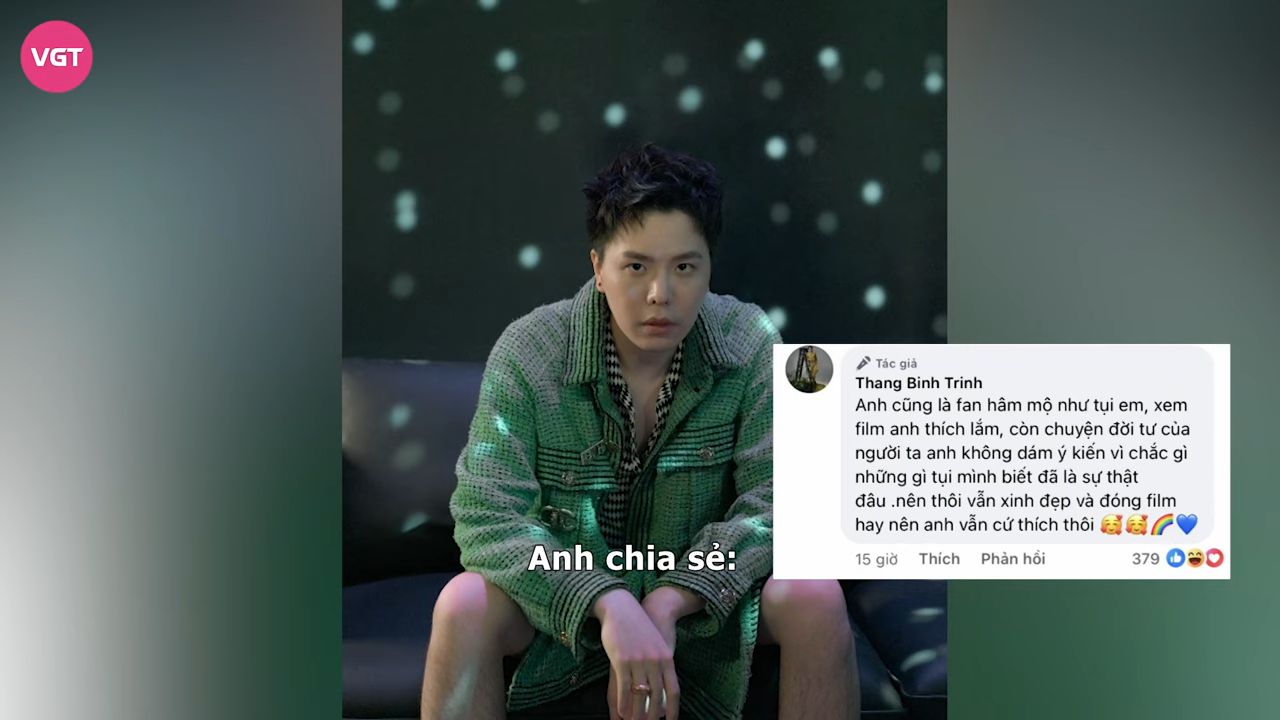 VGT
Tác giả
Thang Binh Trinh
Anh cũng là fan hâm mộ như tụi em, xem
film anh thích lắm, còn chuyện đời tư của
người ta anh không dám ý kiến vì chắc gì
những gì tụi mình biết đã là sự thật
đâu .nên thôi vẫn xinh đẹp và đóng film
hay nên anh vẫn cứ thích thôi 🥰🥰🌈💙
15 giờ Thích Phản hồi 379
Anh chia sẻ: